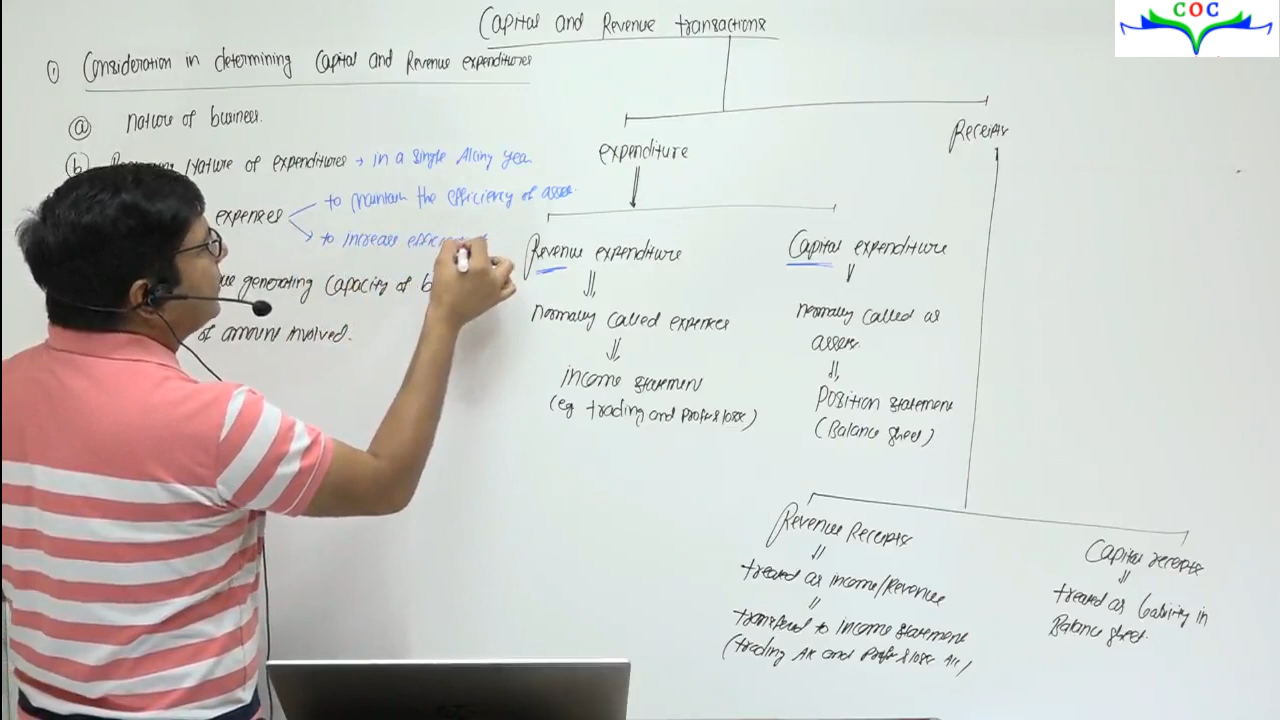 Capital and Revenue transactions
COC
① Consideration in determining Capital and Revenue expenditures
ⓐ nature of business.
ⓑ Nature of expenditures → in a single A/cing year
expenses
to maintain the efficiency of asset.
to increase
generating Capacity of
of amount involved.
expenditure
Receipts
Revenue expenditure
normally called expenses
income statement
(eg trading and Profit & loss)
Capital expenditure
normally called as
assets.
Position statement
(Balance sheet)
Revenue Receipts
treated as income/Revenue
transferred to Income statement
(trading A/c and Profit & loss A/c)
Capital receipts
treated as liability in
Balance sheet.